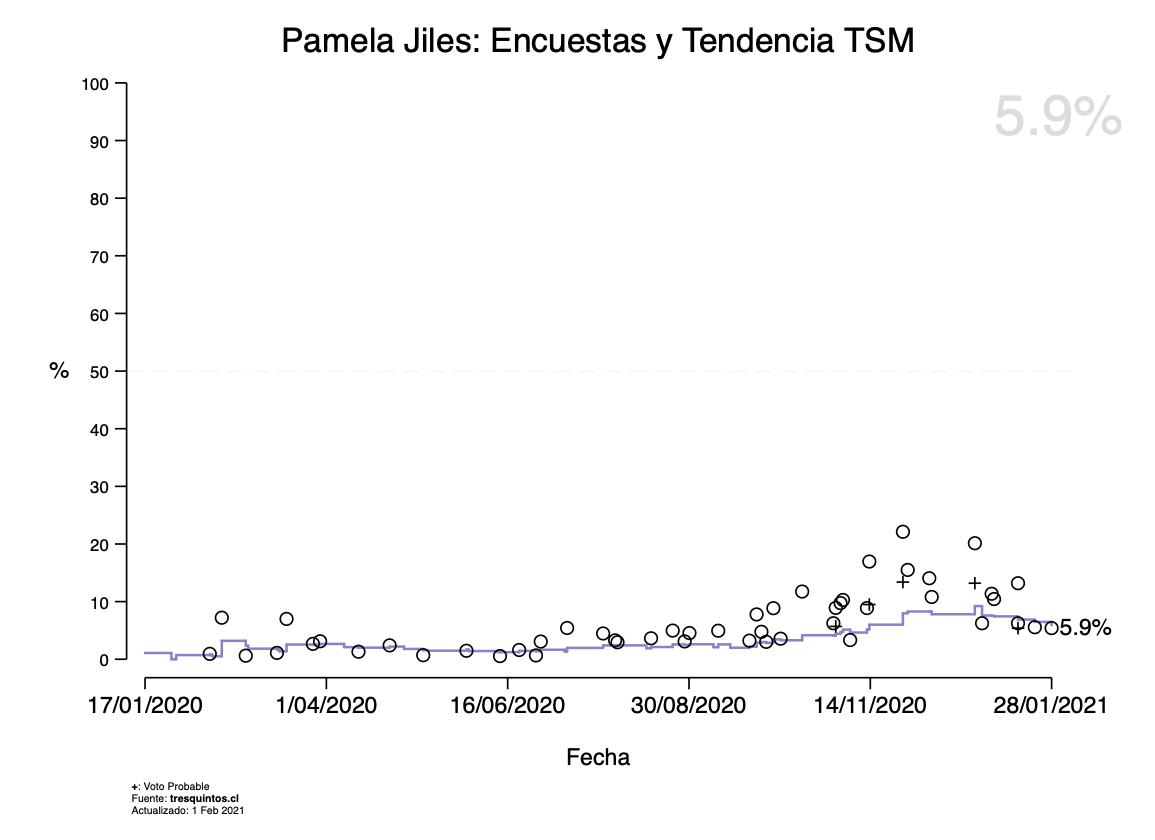 Pamela Jiles: Encuestas y Tendencia TSM
5.9%
100
90
80
70
60
50
40
30
20
10
0
%
5.9%
17/01/2020 1/04/2020 16/06/2020 30/08/2020 14/11/2020 28/01/2021
Fecha
+: Voto Probable
Fuente: tresquintos.cl
Actualizado: 1 Feb 2021